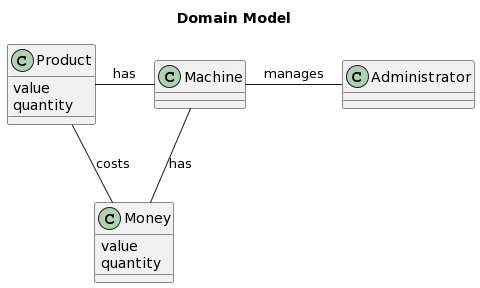 Domain Model
C Product
value
quantity
has
C Machine
manages
C Administrator
costs
has
C Money
value
quantity